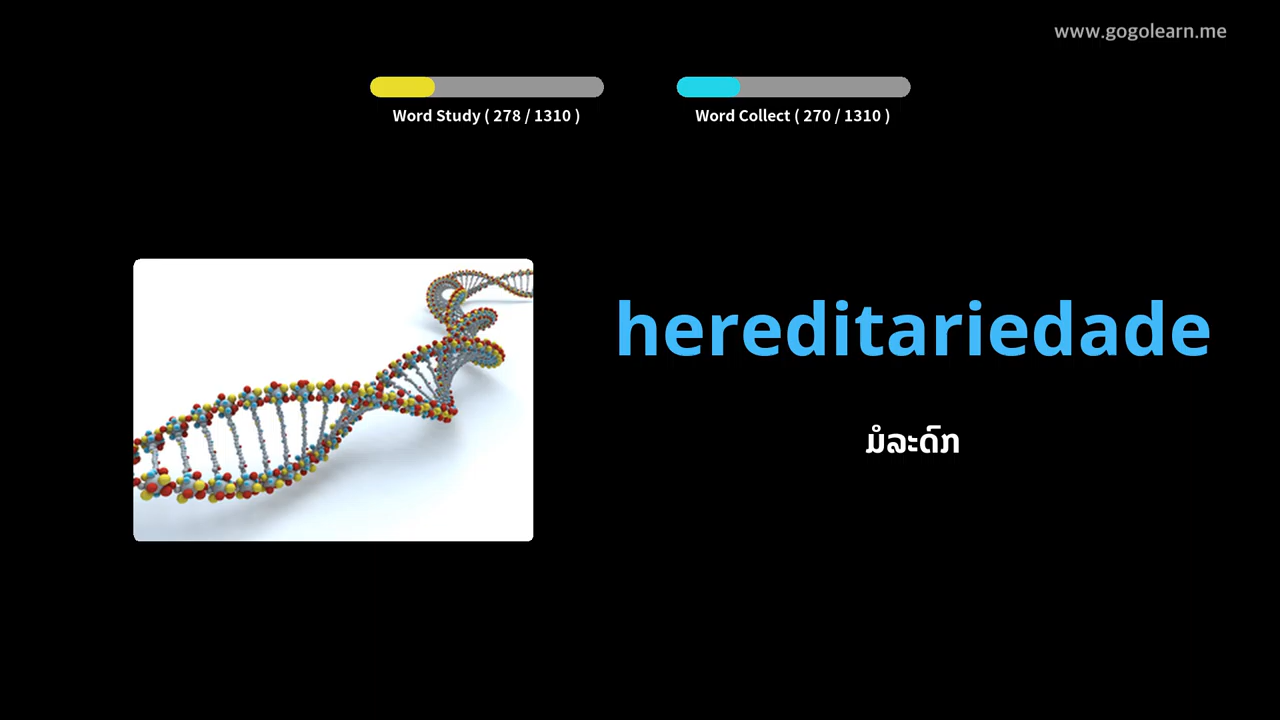 www.gogolearn.me
Word Study ( 278 / 1310 )
Word Collect ( 270 / 1310 )
hereditariedade
ມໍລະດົກ